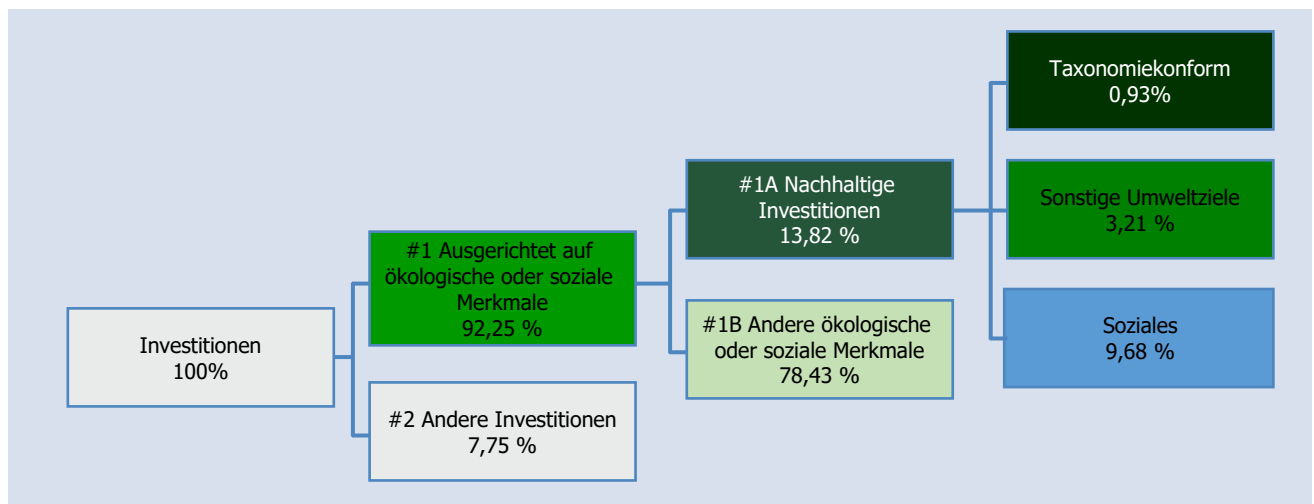 Investitionen
100%
#1 Ausgerichtet auf
ökologische oder soziale
Merkmale
92,25 %
#2 Andere Investitionen
7,75 %
#1A Nachhaltige
Investitionen
13,82 %
#1B Andere ökologische
oder soziale Merkmale
78,43 %
Taxonomiekonform
0,93%
Sonstige Umweltziele
3,21 %
Soziales
9,68 %